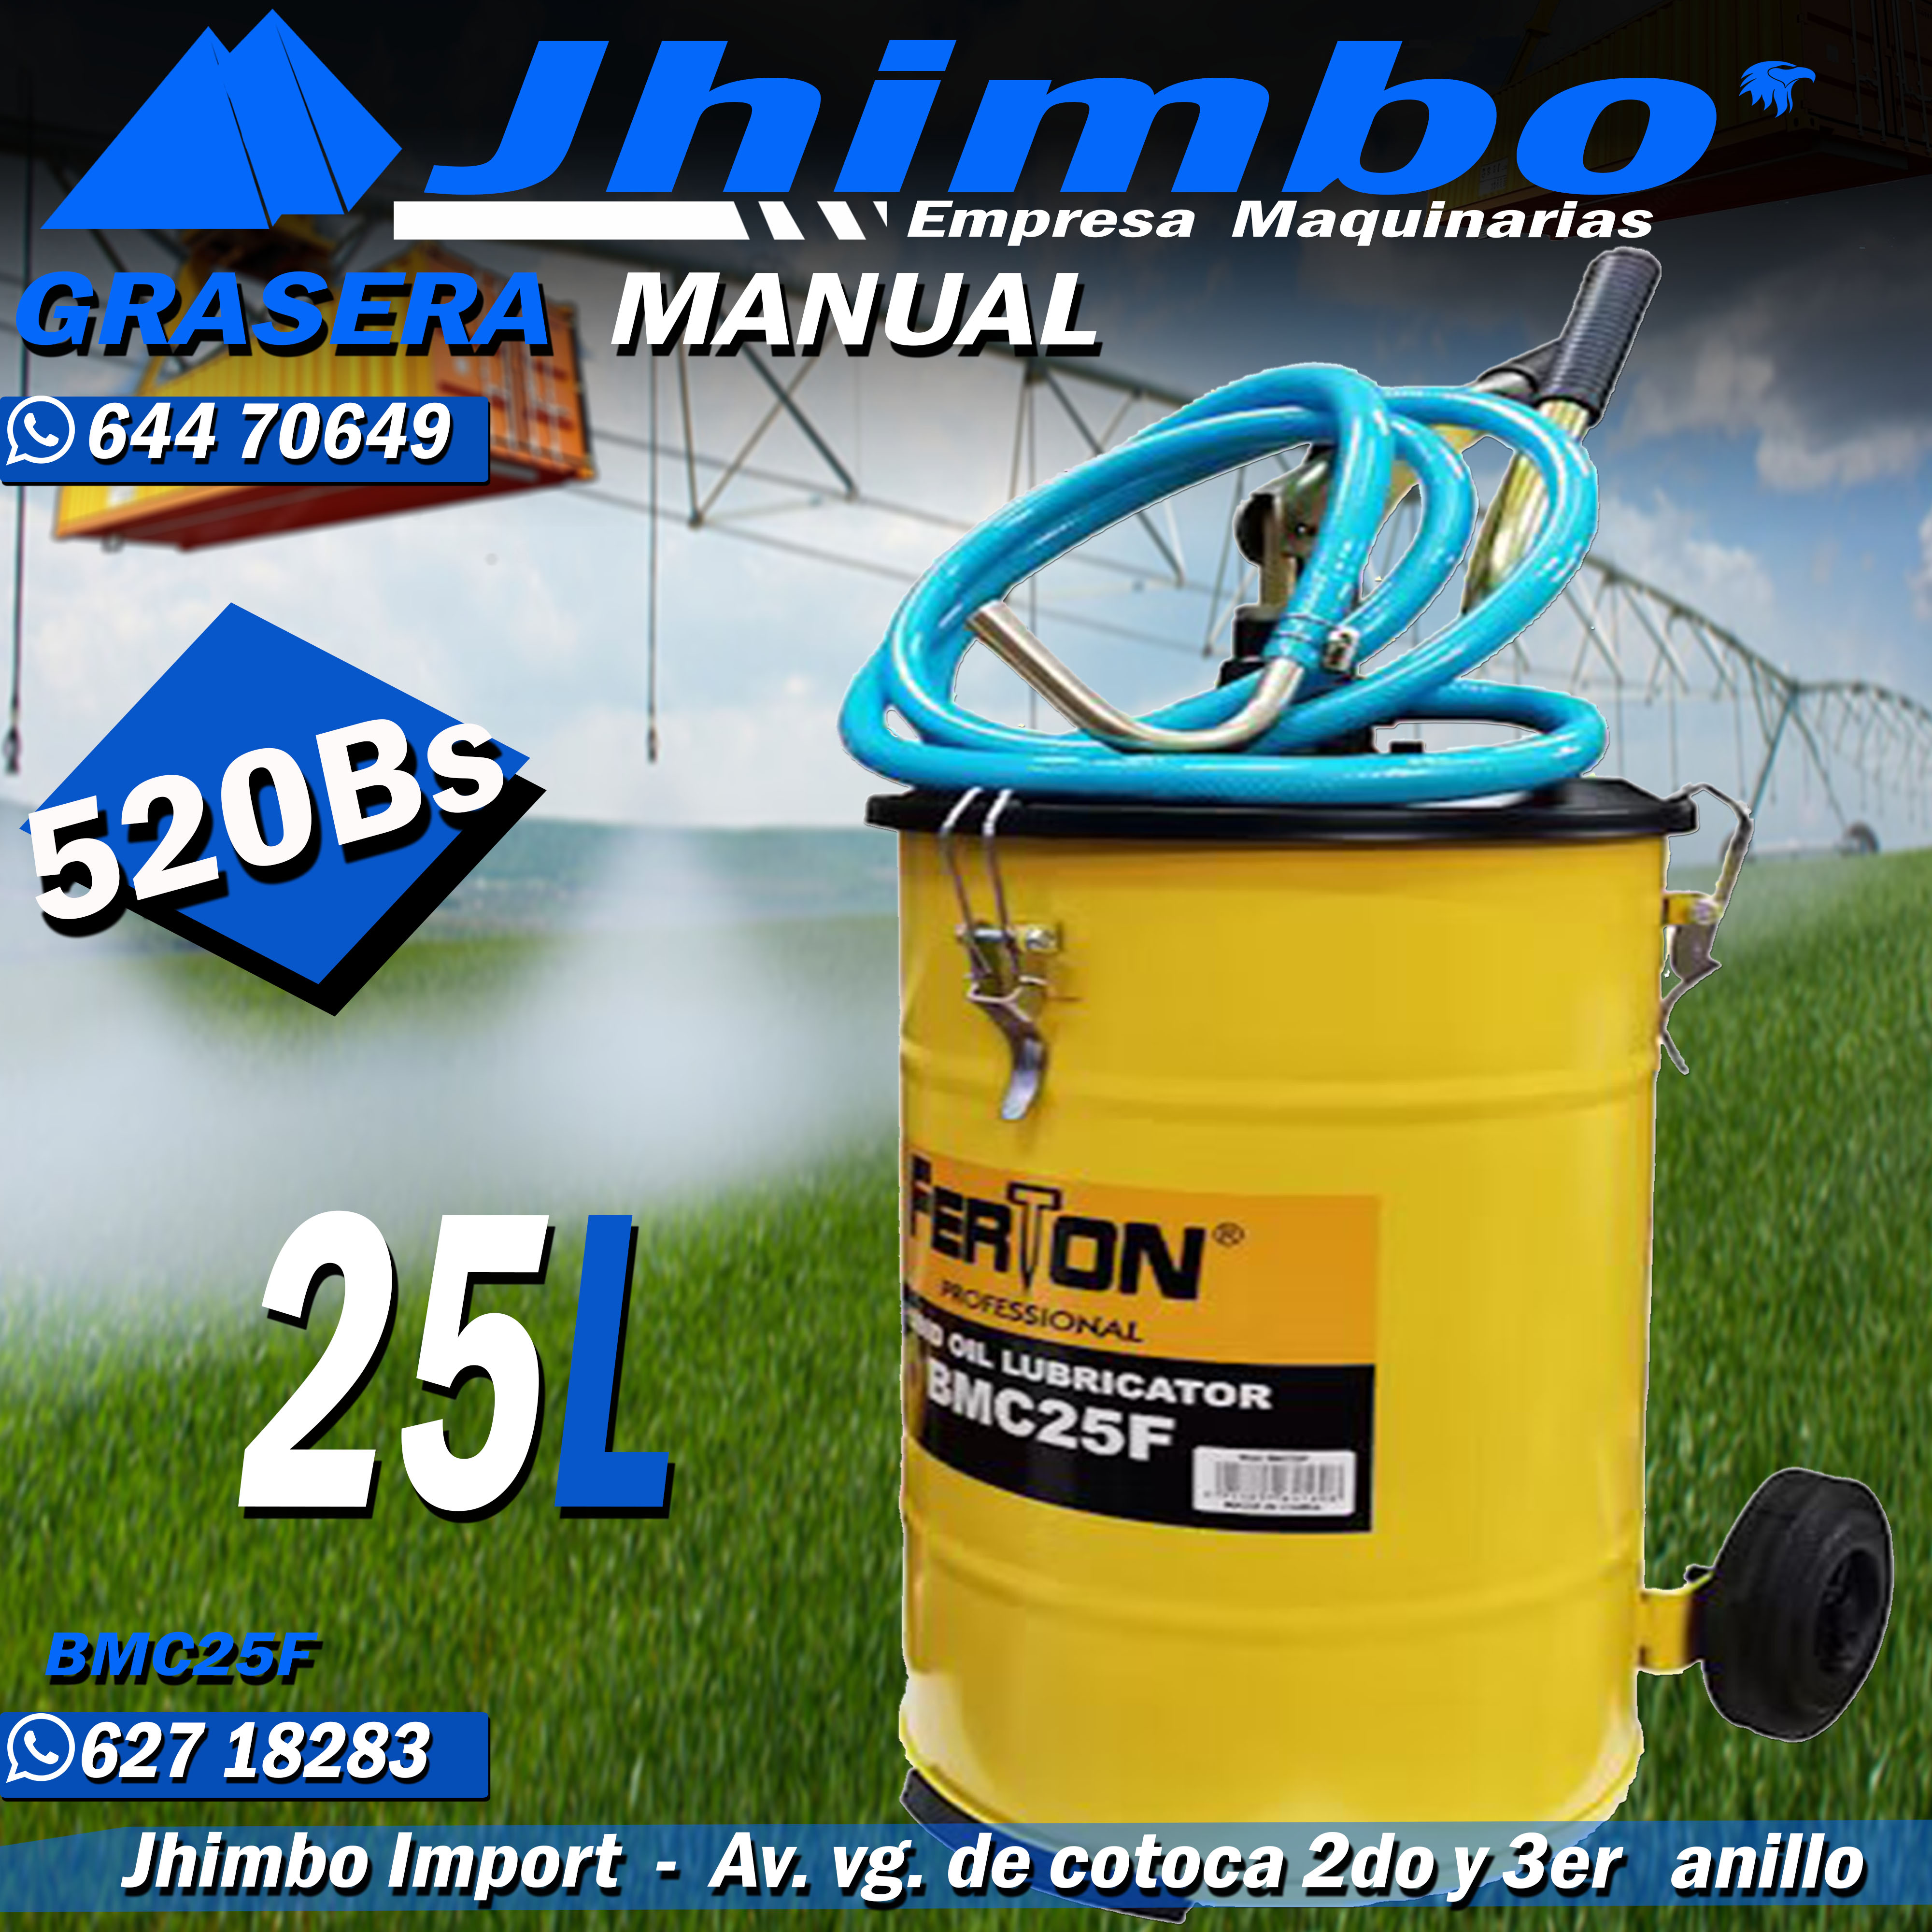 Jhimbo
Empresa Maquinarias
GRASERA MANUAL
644 70649
520Bs
25L
FERTON®
PROFESSIONAL
OIL LUBRICATOR
BMC25F
BMC25F
627 18283
Jhimbo Import - Av. vg. de cotoca 2do y 3er anillo